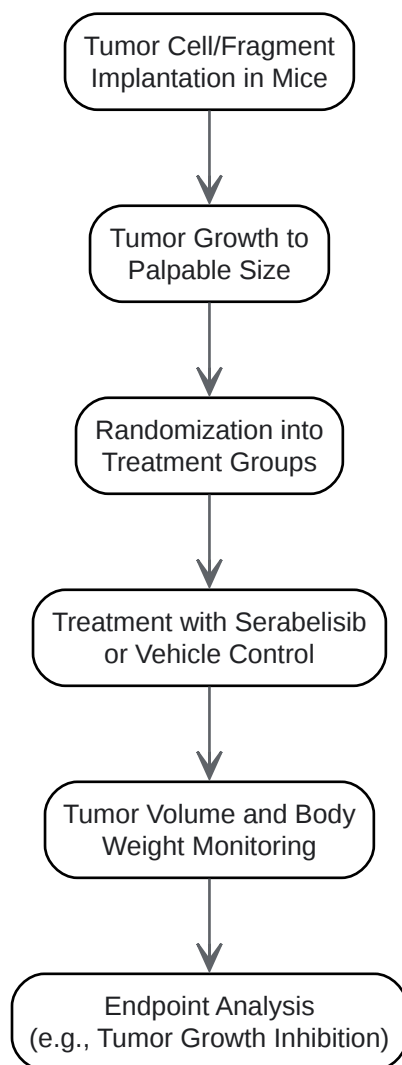 Tumor Cell/Fragment
Implantation in Mice
Tumor Growth to
Palpable Size
Randomization into
Treatment Groups
Treatment with Serabelisib
or Vehicle Control
Tumor Volume and Body
Weight Monitoring
Endpoint Analysis
(e.g., Tumor Growth Inhibition)